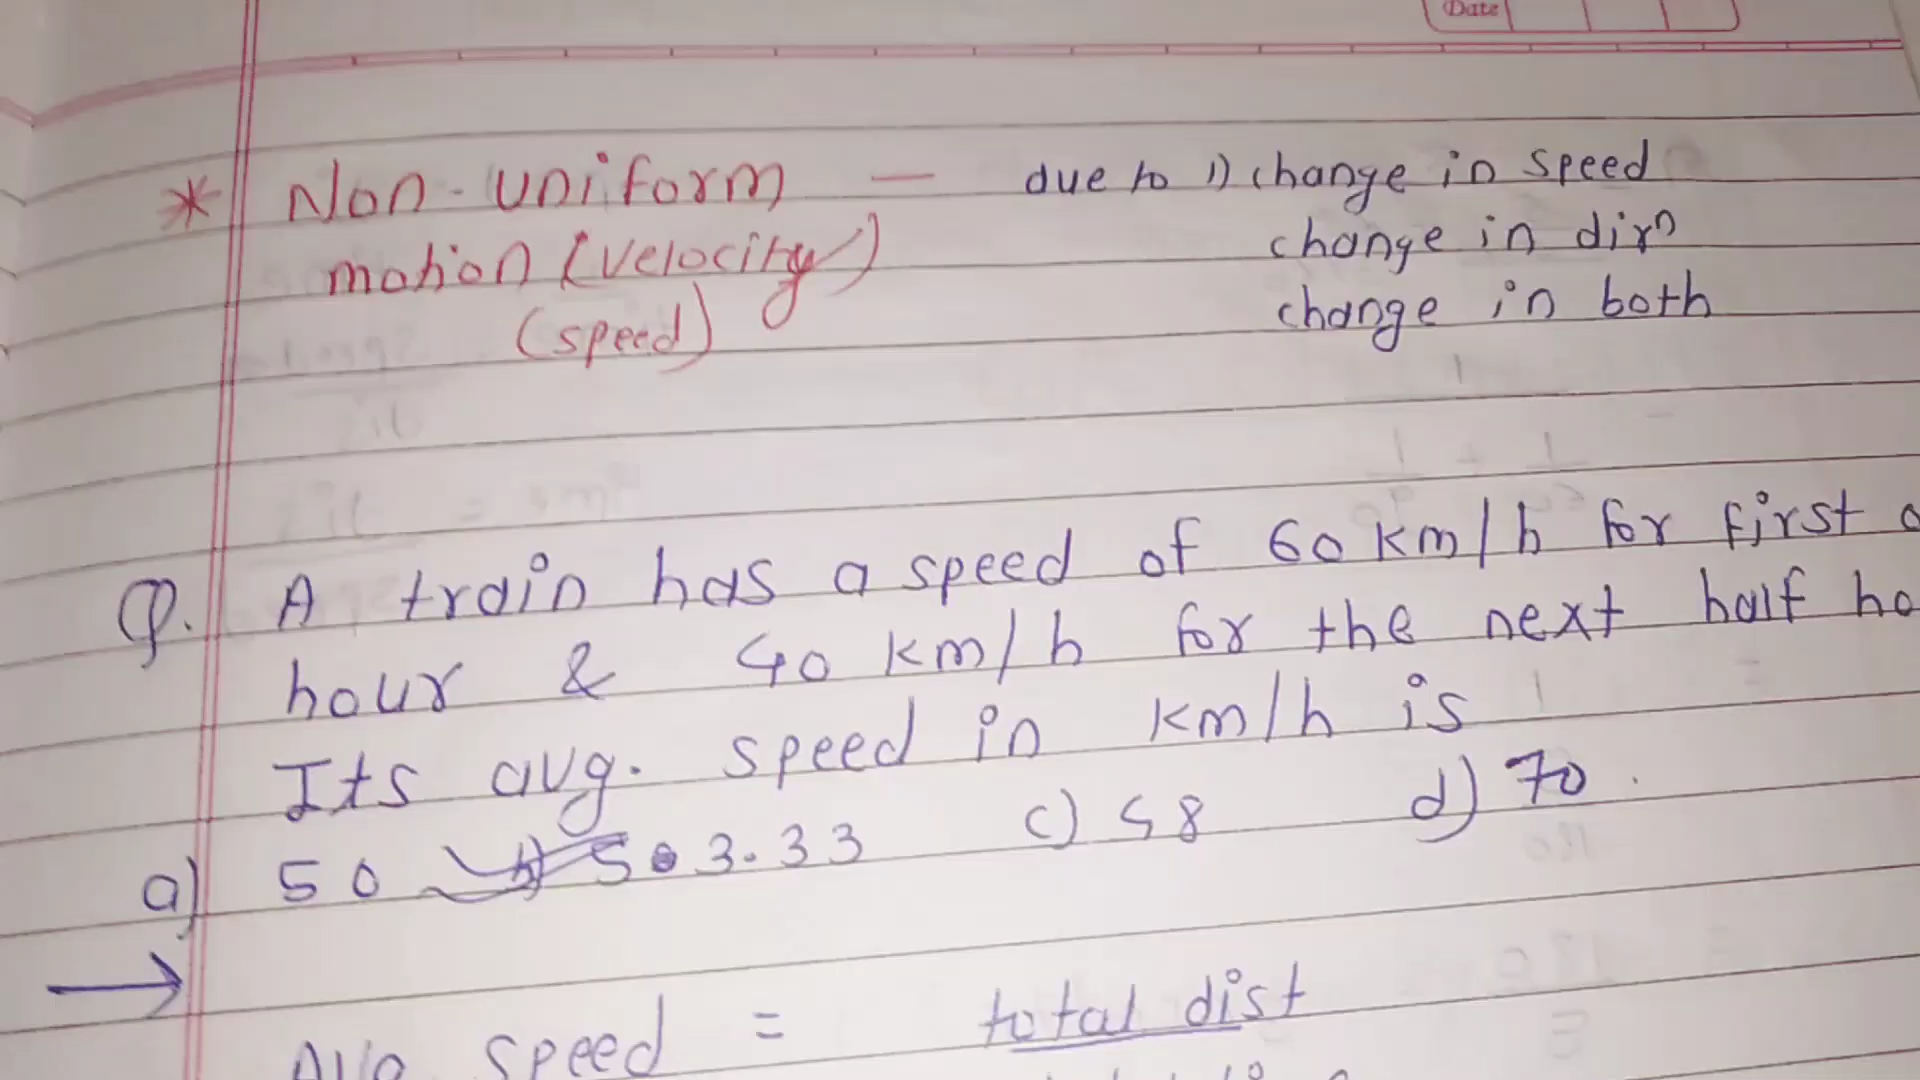 Date
* Non-uniform — due to 1) change in speed
motion (velocity) change in dirn
(speed) change in both
Q. A train has a speed of 60 km/h for first
hour & 40 km/h for the next half
Its avg. speed in km/h is
a) 50 b) 53.33 c) 48 d) 70
→
Avg speed = total dist